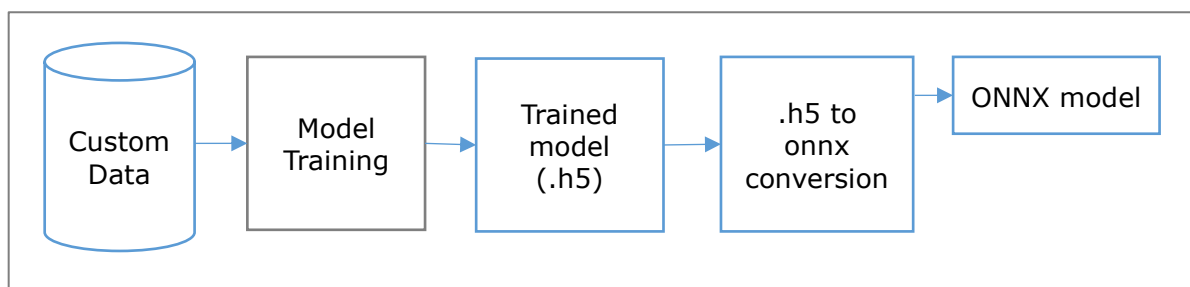 Custom
Data
Model
Training
Trained
model
(.h5)
.h5 to
onnx
conversion
ONNX model